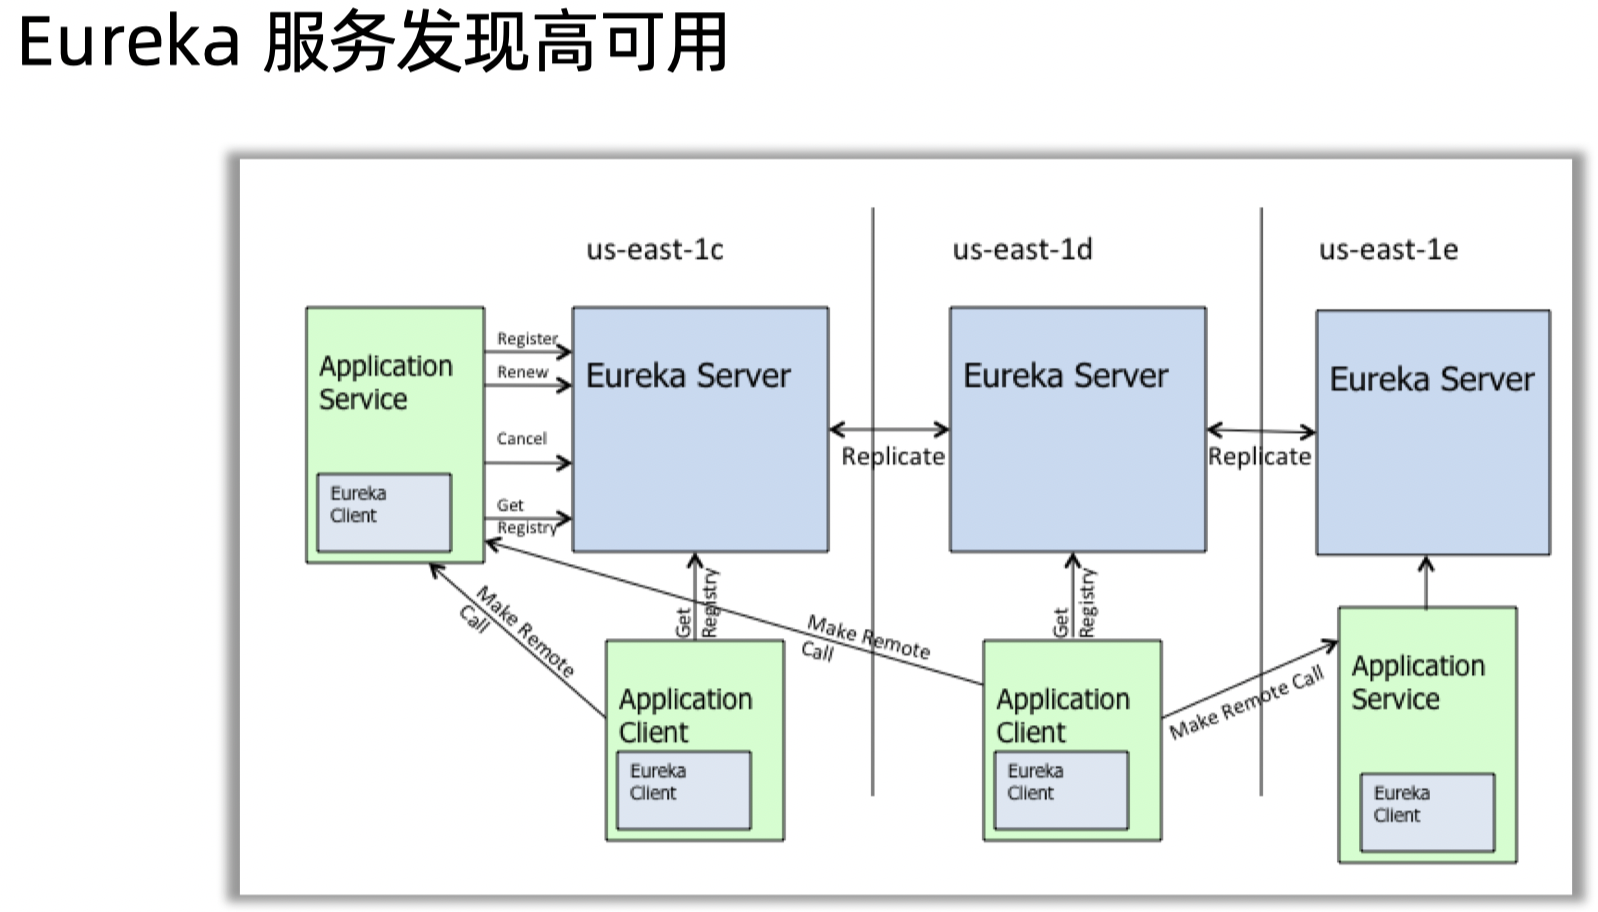 Eureka 服务发现高可用
us-east-1c
us-east-1d
us-east-1e
Application
Service
Eureka
Client
Register
Renew
Cancel
Get
Registry
Eureka Server
Replicate
Eureka Server
Replicate
Eureka Server
Make Remote
Call
Get
Registry
Make Remote
Call
Get
Registry
Make Remote Call
Application
Client
Eureka
Client
Application
Client
Eureka
Client
Application
Service
Eureka
Client